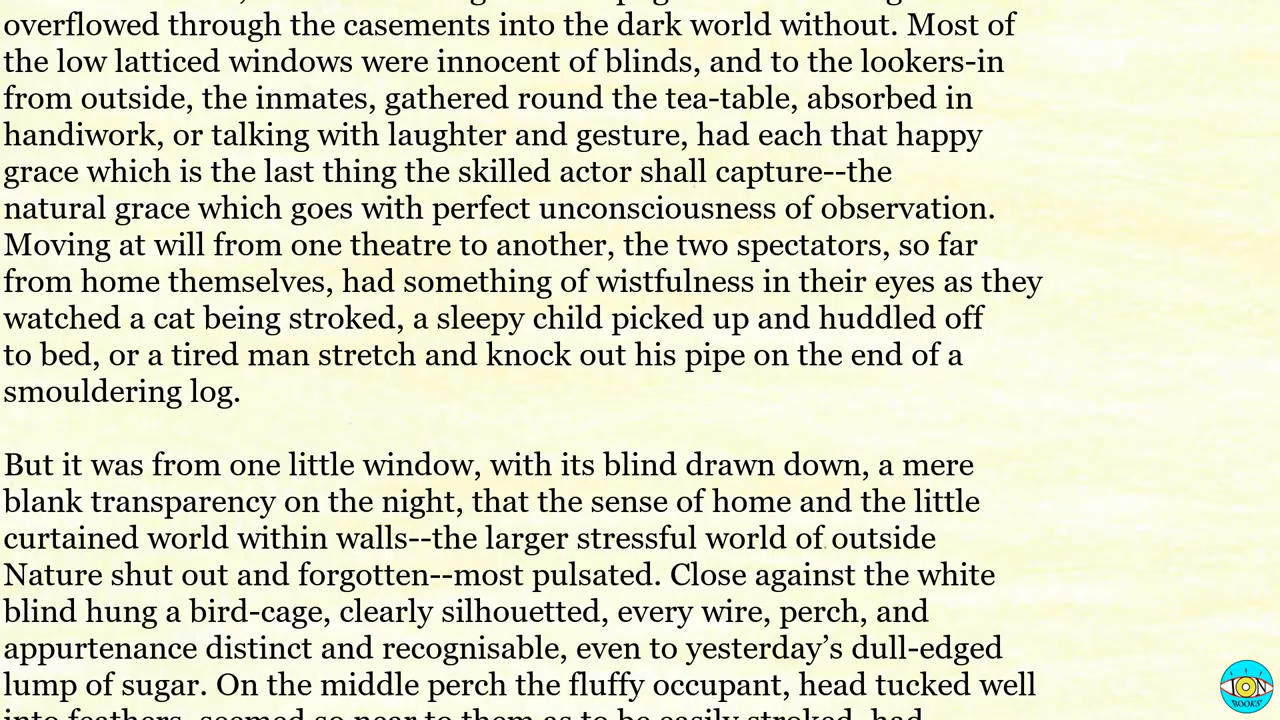 overflowed through the casements into the dark world without. Most of
the low latticed windows were innocent of blinds, and to the lookers-in
from outside, the inmates, gathered round the tea-table, absorbed in
handiwork, or talking with laughter and gesture, had each that happy
grace which is the last thing the skilled actor shall capture--the
natural grace which goes with perfect unconsciousness of observation.
Moving at will from one theatre to another, the two spectators, so far
from home themselves, had something of wistfulness in their eyes as they
watched a cat being stroked, a sleepy child picked up and huddled off
to bed, or a tired man stretch and knock out his pipe on the end of a
smouldering log.
But it was from one little window, with its blind drawn down, a mere
blank transparency on the night, that the sense of home and the little
curtained world within walls--the larger stressful world of outside
Nature shut out and forgotten--most pulsated. Close against the white
blind hung a bird-cage, clearly silhouetted, every wire, perch, and
appurtenance distinct and recognisable, even to yesterday’s dull-edged
lump of sugar. On the middle perch the fluffy occupant, head tucked well
into feathers, seemed so near to them as to be easily stroked, had
ION
BOOKS